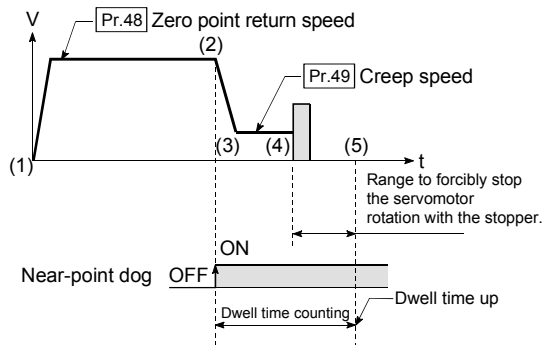 V
Pr.48 Zero point return speed
(2)
Pr.49 Creep speed
(1)
(3)
(4)
(5)
t
Range to forcibly stop
the servomotor
rotation with the stopper.
ON
Near-point dog OFF
Dwell time counting
Dwell time up